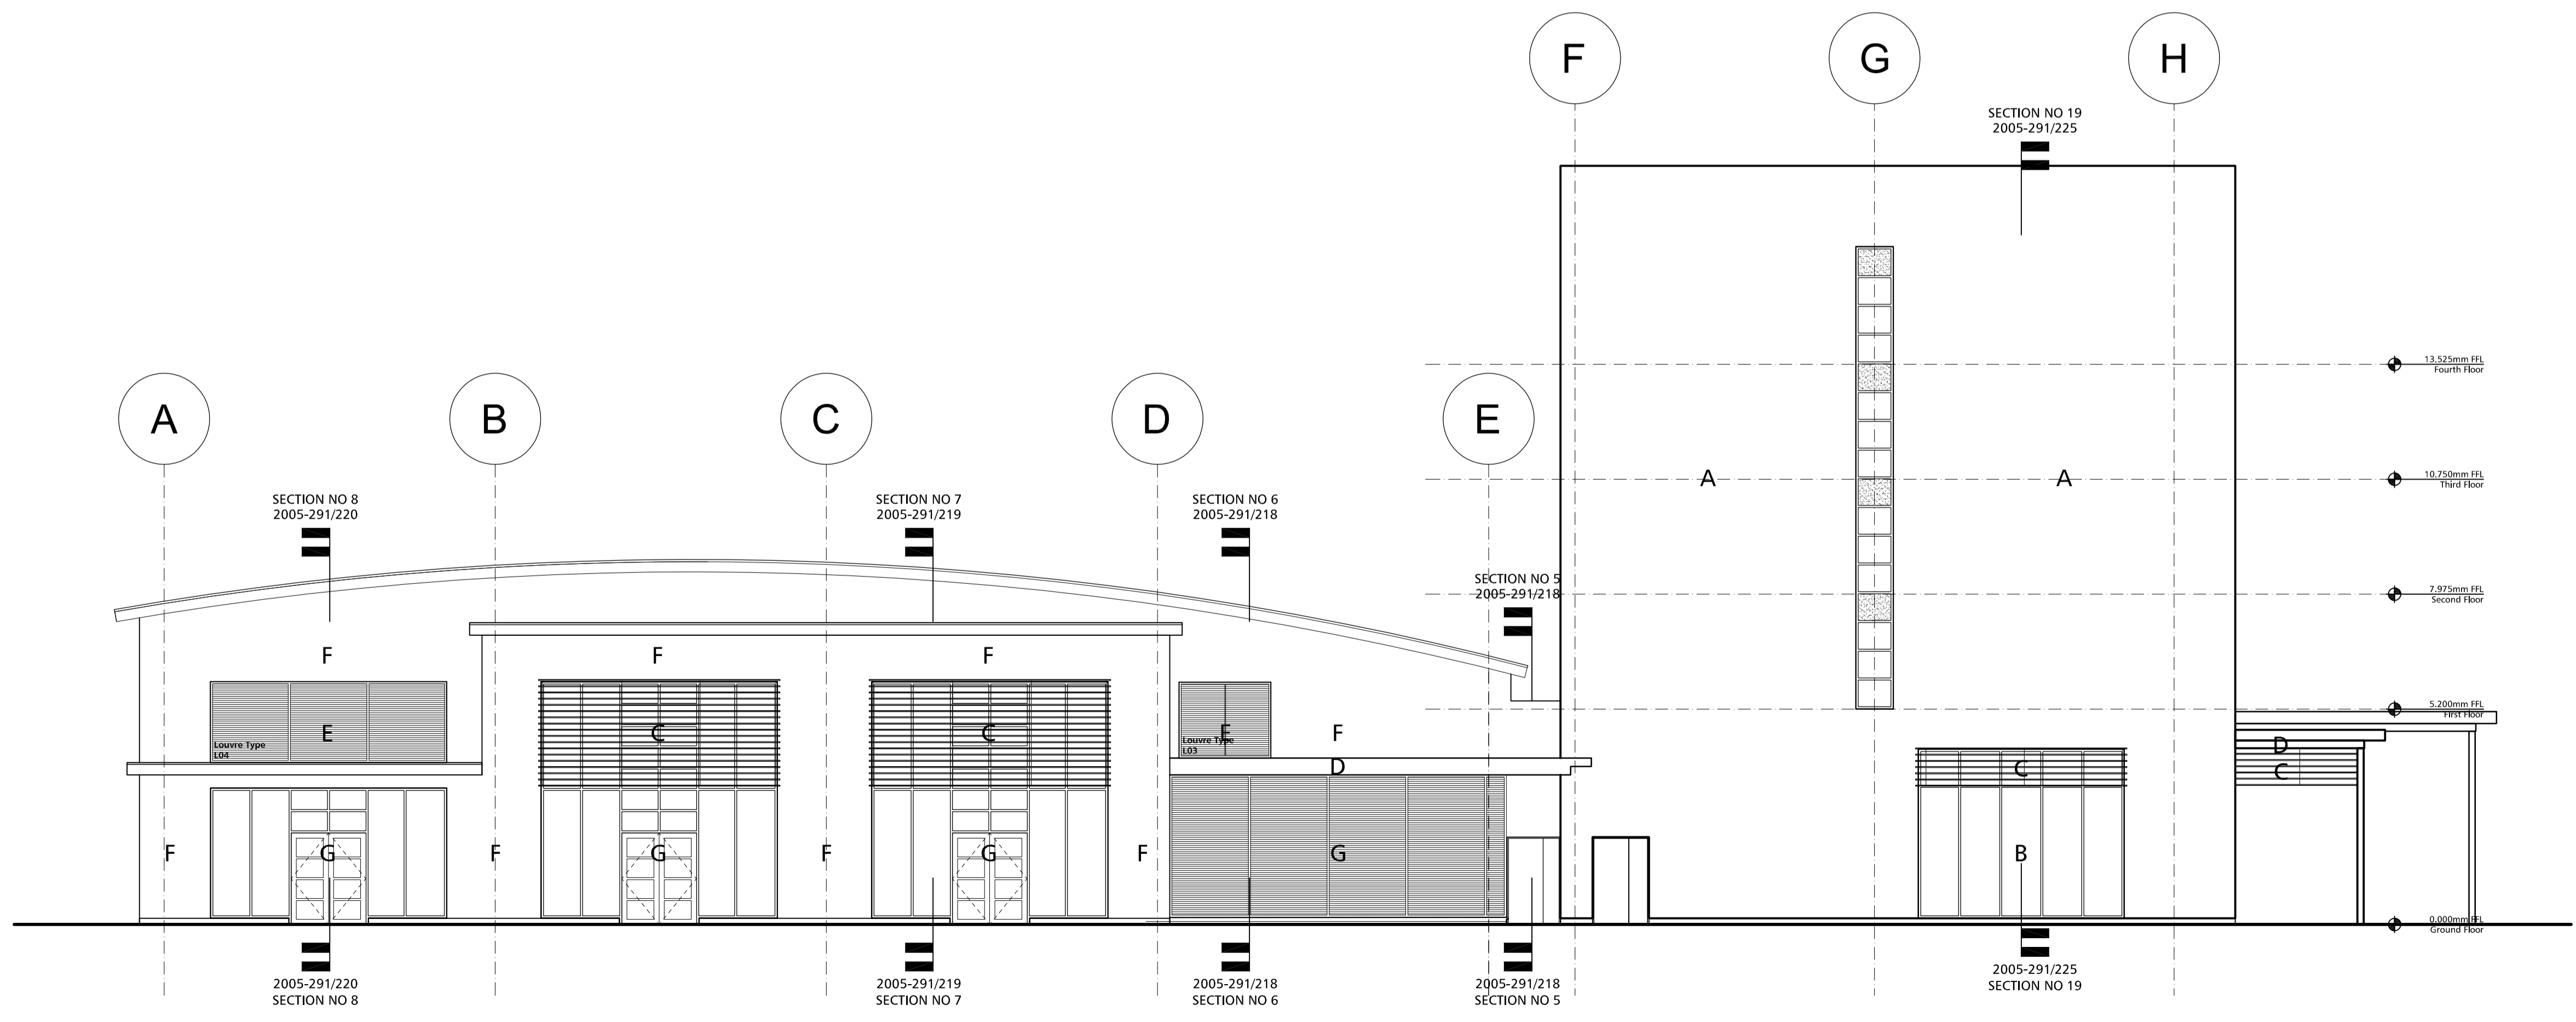 F
G
H
SECTION NO 19
2005-291/225
13.525mm FFL
Fourth Floor
A
B
C
D
E
A
A
10.750mm FFL
Third Floor
SECTION NO 8
2005-291/220
SECTION NO 7
2005-291/219
SECTION NO 6
2005-291/218
SECTION NO 5
2005-291/218
7.975mm FFL
Second Floor
F
F
F
5.200mm FFL
First Floor
E
C
C
E
F
Louvre Type
L04
Louvre Type
L03
D
D
C
C
F
G
F
G
F
G
F
G
B
0.000mm FFL
Ground Floor
2005-291/220
SECTION NO 8
2005-291/219
SECTION NO 7
2005-291/218
SECTION NO 6
2005-291/218
SECTION NO 5
2005-291/225
SECTION NO 19